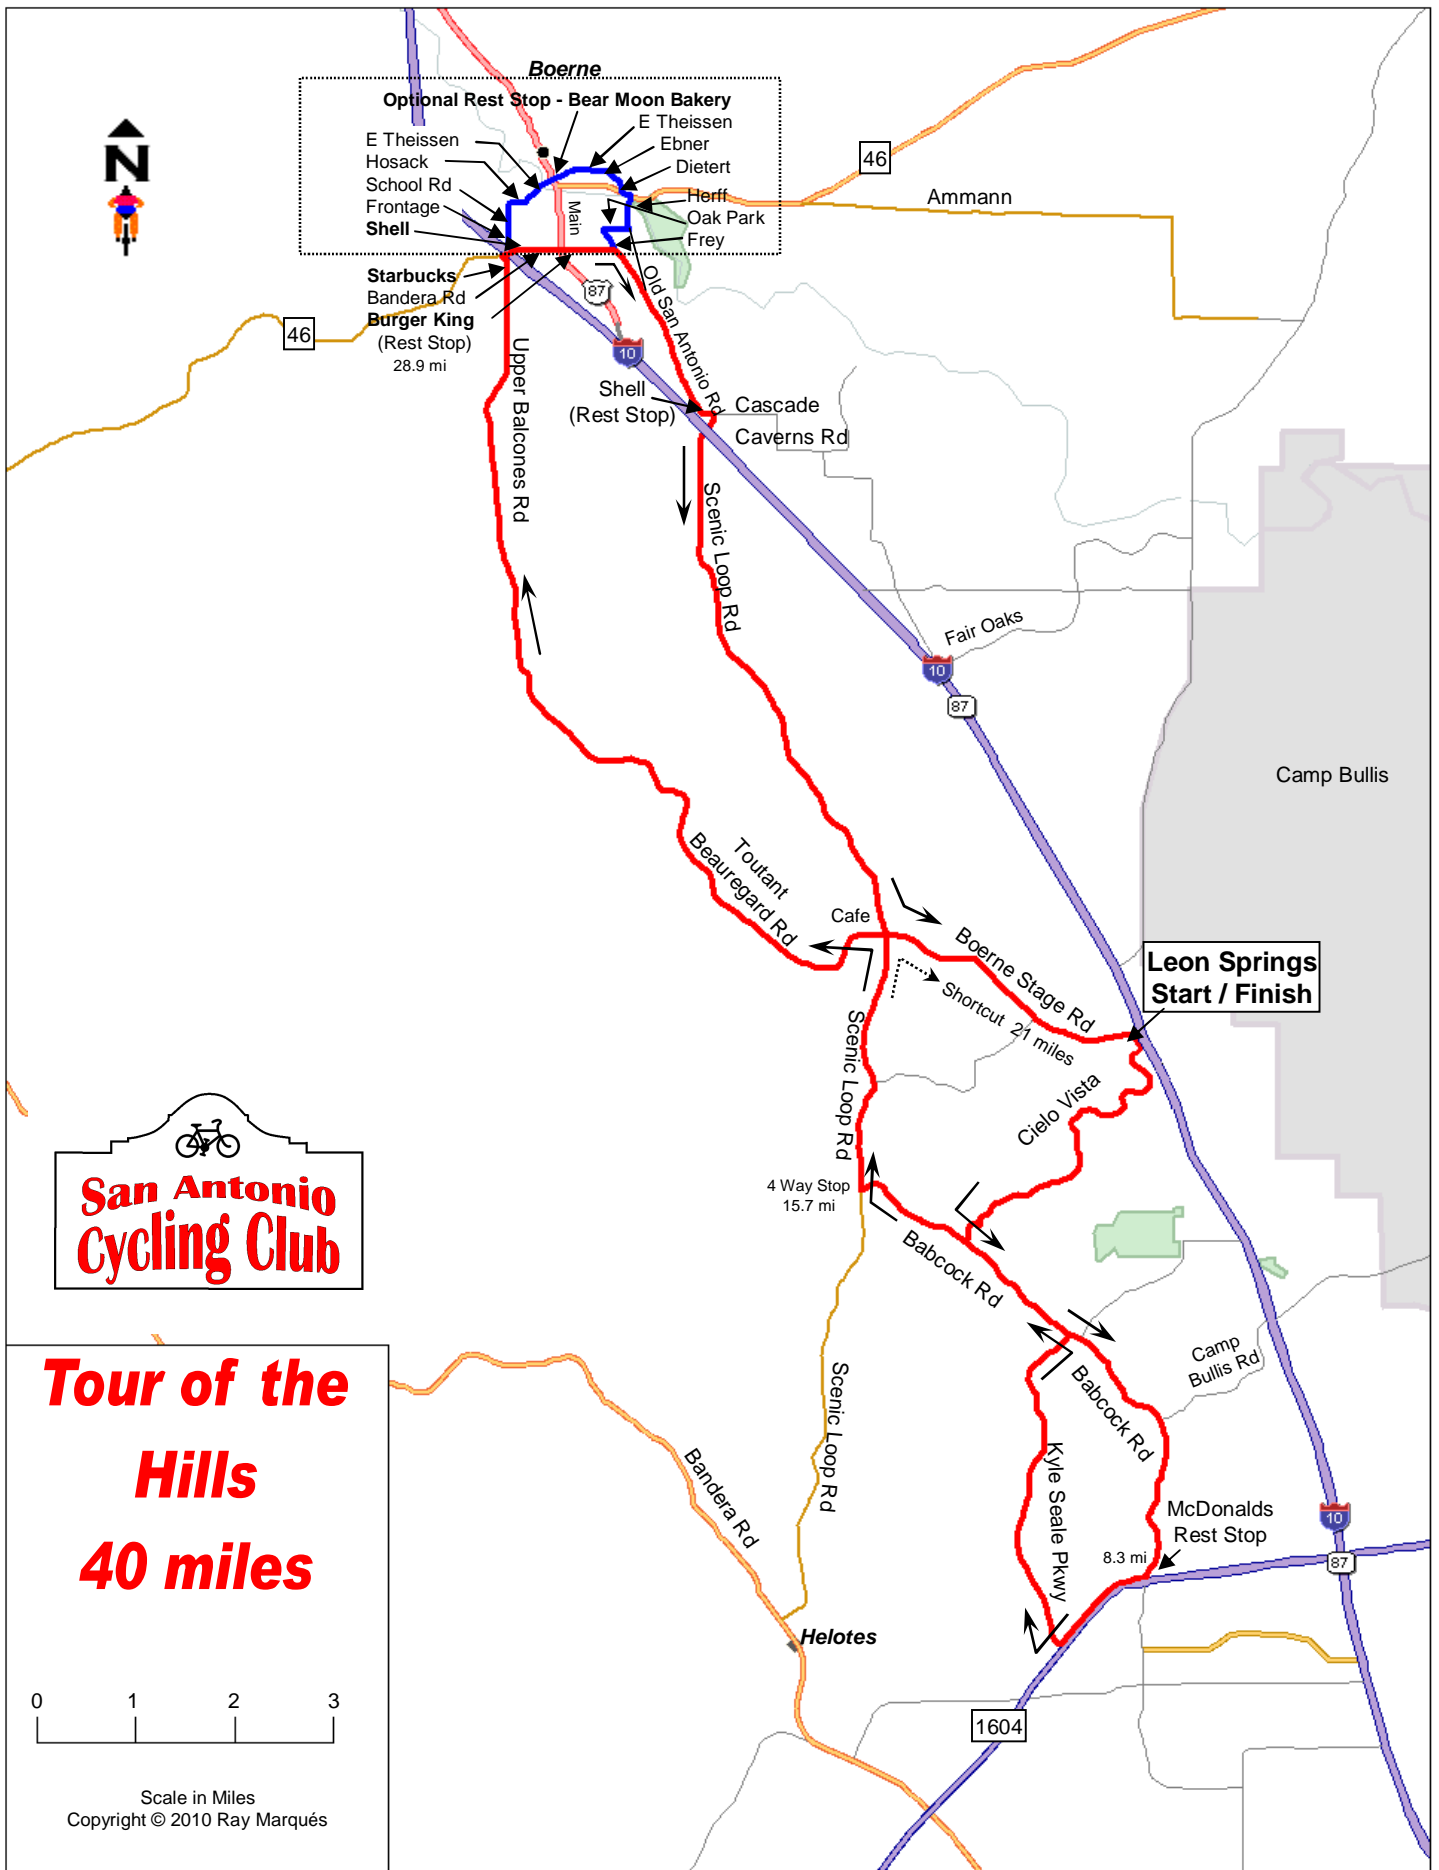 Boerne
Optional Rest Stop - Bear Moon Bakery
E Theissen
E Theissen
Ebner
Hosack
Dietert
School Rd
Herff
Frontage
Oak Park
Shell
Frey
Main
N
46
Ammann
Starbucks
Bandera Rd
Burger King
(Rest Stop)
28.9 mi
87
46
10
Old San Antonio Rd
Upper Balcones Rd
Shell
(Rest Stop)
Cascade
Caverns Rd
Scenic Loop Rd
Fair Oaks
10
87
Camp Bullis
Toutant
Beauregard Rd
Cafe
Boerne Stage Rd
Leon Springs
Start / Finish
Shortcut 21 miles
Scenic Loop Rd
Cielo Vista
4 Way Stop
15.7 mi
San Antonio
Cycling Club
Babcock Rd
Camp
Bullis Rd
Babcock Rd
Scenic Loop Rd
Bandera Rd
Kyle Seale Pkwy
McDonalds
Rest Stop
8.3 mi
10
87
Tour of the
Hills
40 miles
Helotes
1604
0 1 2 3
Scale in Miles
Copyright © 2010 Ray Marqués